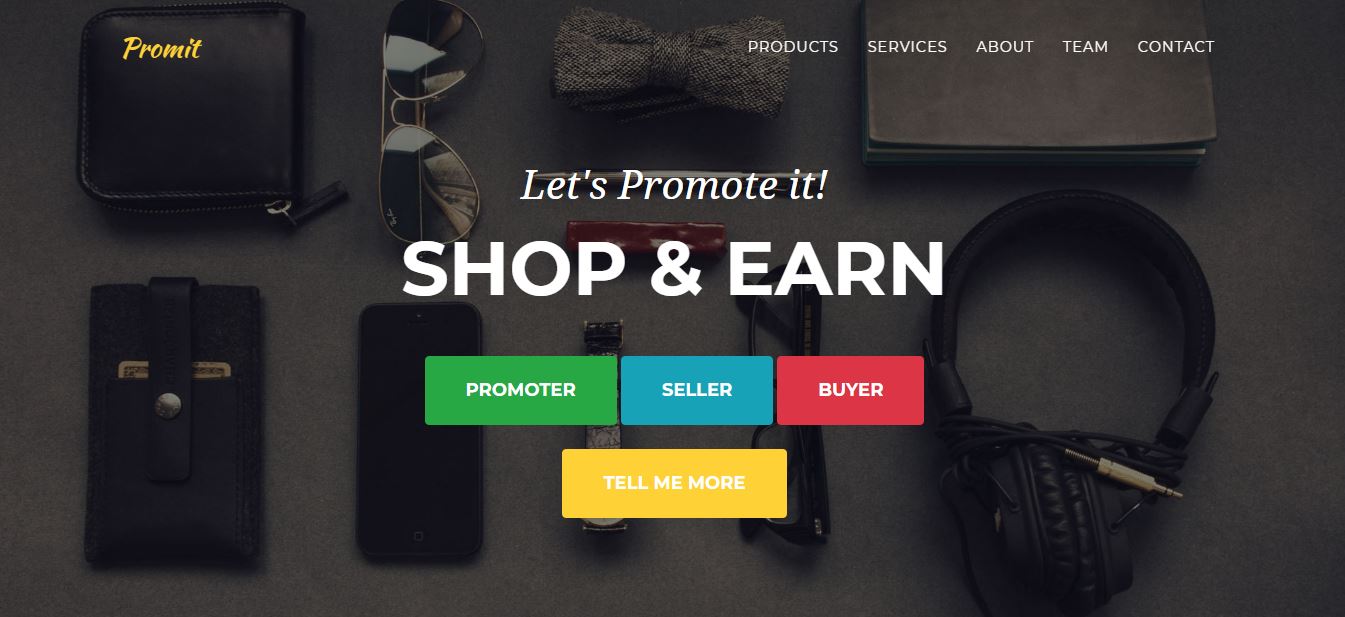 Promit
PRODUCTS SERVICES ABOUT TEAM CONTACT
Let's Promote it!
SHOP & EARN
PROMOTER SELLER BUYER
TELL ME MORE